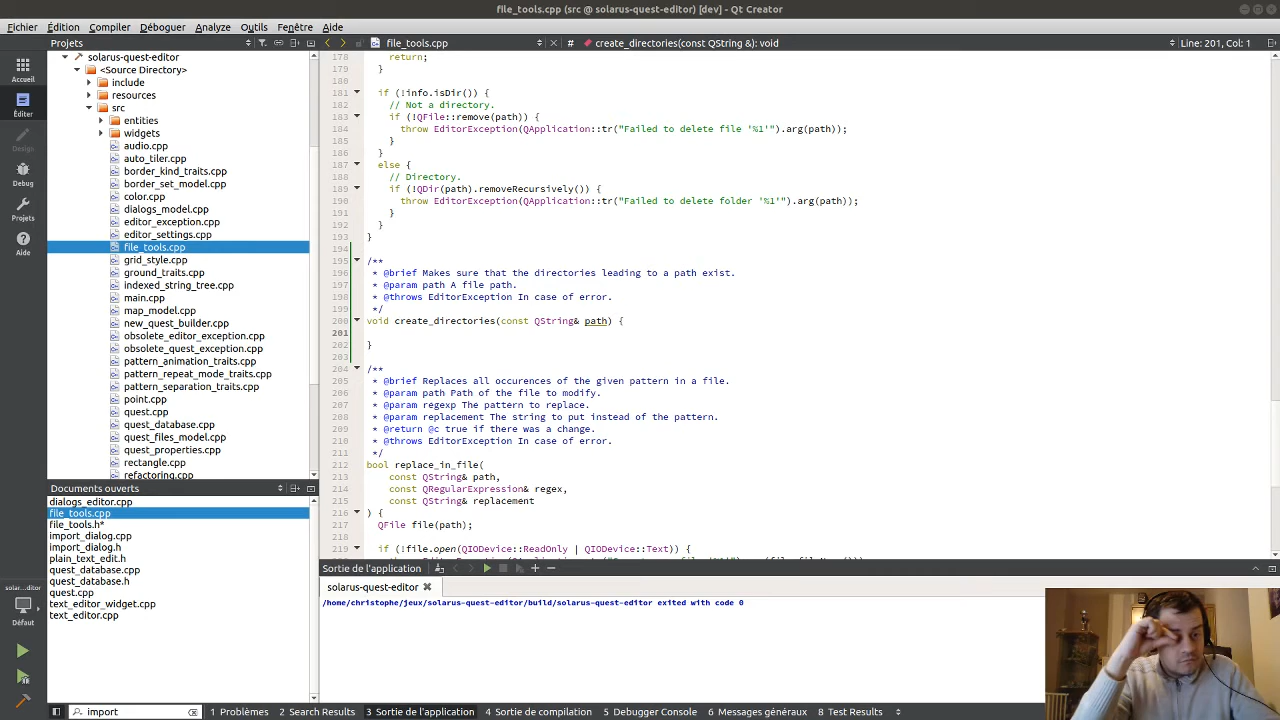 file_tools.cpp (src @ solarus-quest-editor) [dev] - Qt Creator
Fichier Édition Compiler Déboguer Analyze Outils Fenêtre Aide
Projets
file_tools.cpp
# create_directories(const QString &): void
Line: 201, Col: 1
Accueil
Éditer
Design
Debug
Projets
Aide
solarus-quest-editor
<Source Directory>
include
resources
src
entities
widgets
audio.cpp
auto_tiler.cpp
border_kind_traits.cpp
border_set_model.cpp
color.cpp
dialogs_model.cpp
editor_exception.cpp
editor_settings.cpp
file_tools.cpp
grid_style.cpp
ground_traits.cpp
indexed_string_tree.cpp
main.cpp
map_model.cpp
new_quest_builder.cpp
obsolete_editor_exception.cpp
obsolete_quest_exception.cpp
pattern_animation_traits.cpp
pattern_repeat_mode_traits.cpp
pattern_separation_traits.cpp
point.cpp
quest.cpp
quest_database.cpp
quest_files_model.cpp
quest_properties.cpp
rectangle.cpp
refactoring.cpp
178 return;
179 }
180
181 if (!info.isDir()) {
182 // Not a directory.
183 if (!QFile::remove(path)) {
184 throw EditorException(QApplication::tr("Failed to delete file '%1'").arg(path));
185 }
186 }
187 else {
188 // Directory.
189 if (!QDir(path).removeRecursively()) {
190 throw EditorException(QApplication::tr("Failed to delete folder '%1'").arg(path));
191 }
192 }
193 }
194
195 /**
196 * @brief Makes sure that the directories leading to a path exist.
197 * @param path A file path.
198 * @throws EditorException In case of error.
199 */
200 void create_directories(const QString& path) {
201
202 }
203
204 /**
205 * @brief Replaces all occurences of the given pattern in a file.
206 * @param path Path of the file to modify.
207 * @param regexp The pattern to replace.
208 * @param replacement The string to put instead of the pattern.
209 * @return @c true if there was a change.
210 * @throws EditorException In case of error.
211 */
212 bool replace_in_file(
213 const QString& path,
214 const QRegularExpression& regex,
215 const QString& replacement
216 ) {
217 QFile file(path);
218
219 if (!file.open(QIODevice::ReadOnly | QIODevice::Text)) {
Documents ouverts
dialogs_editor.cpp
file_tools.cpp
file_tools.h*
import_dialog.cpp
import_dialog.h
plain_text_edit.h
quest_database.cpp
quest_database.h
quest.cpp
text_editor_widget.cpp
text_editor.cpp
solar...ditor
Défaut
Sortie de l'application
solarus-quest-editor
/home/christophe/jeux/solarus-quest-editor/build/solarus-quest-editor exited with code 0
import
1 Problèmes 2 Search Results 3 Sortie de l'application 4 Sortie de compilation 5 Debugger Console 6 Messages généraux 8 Test Results